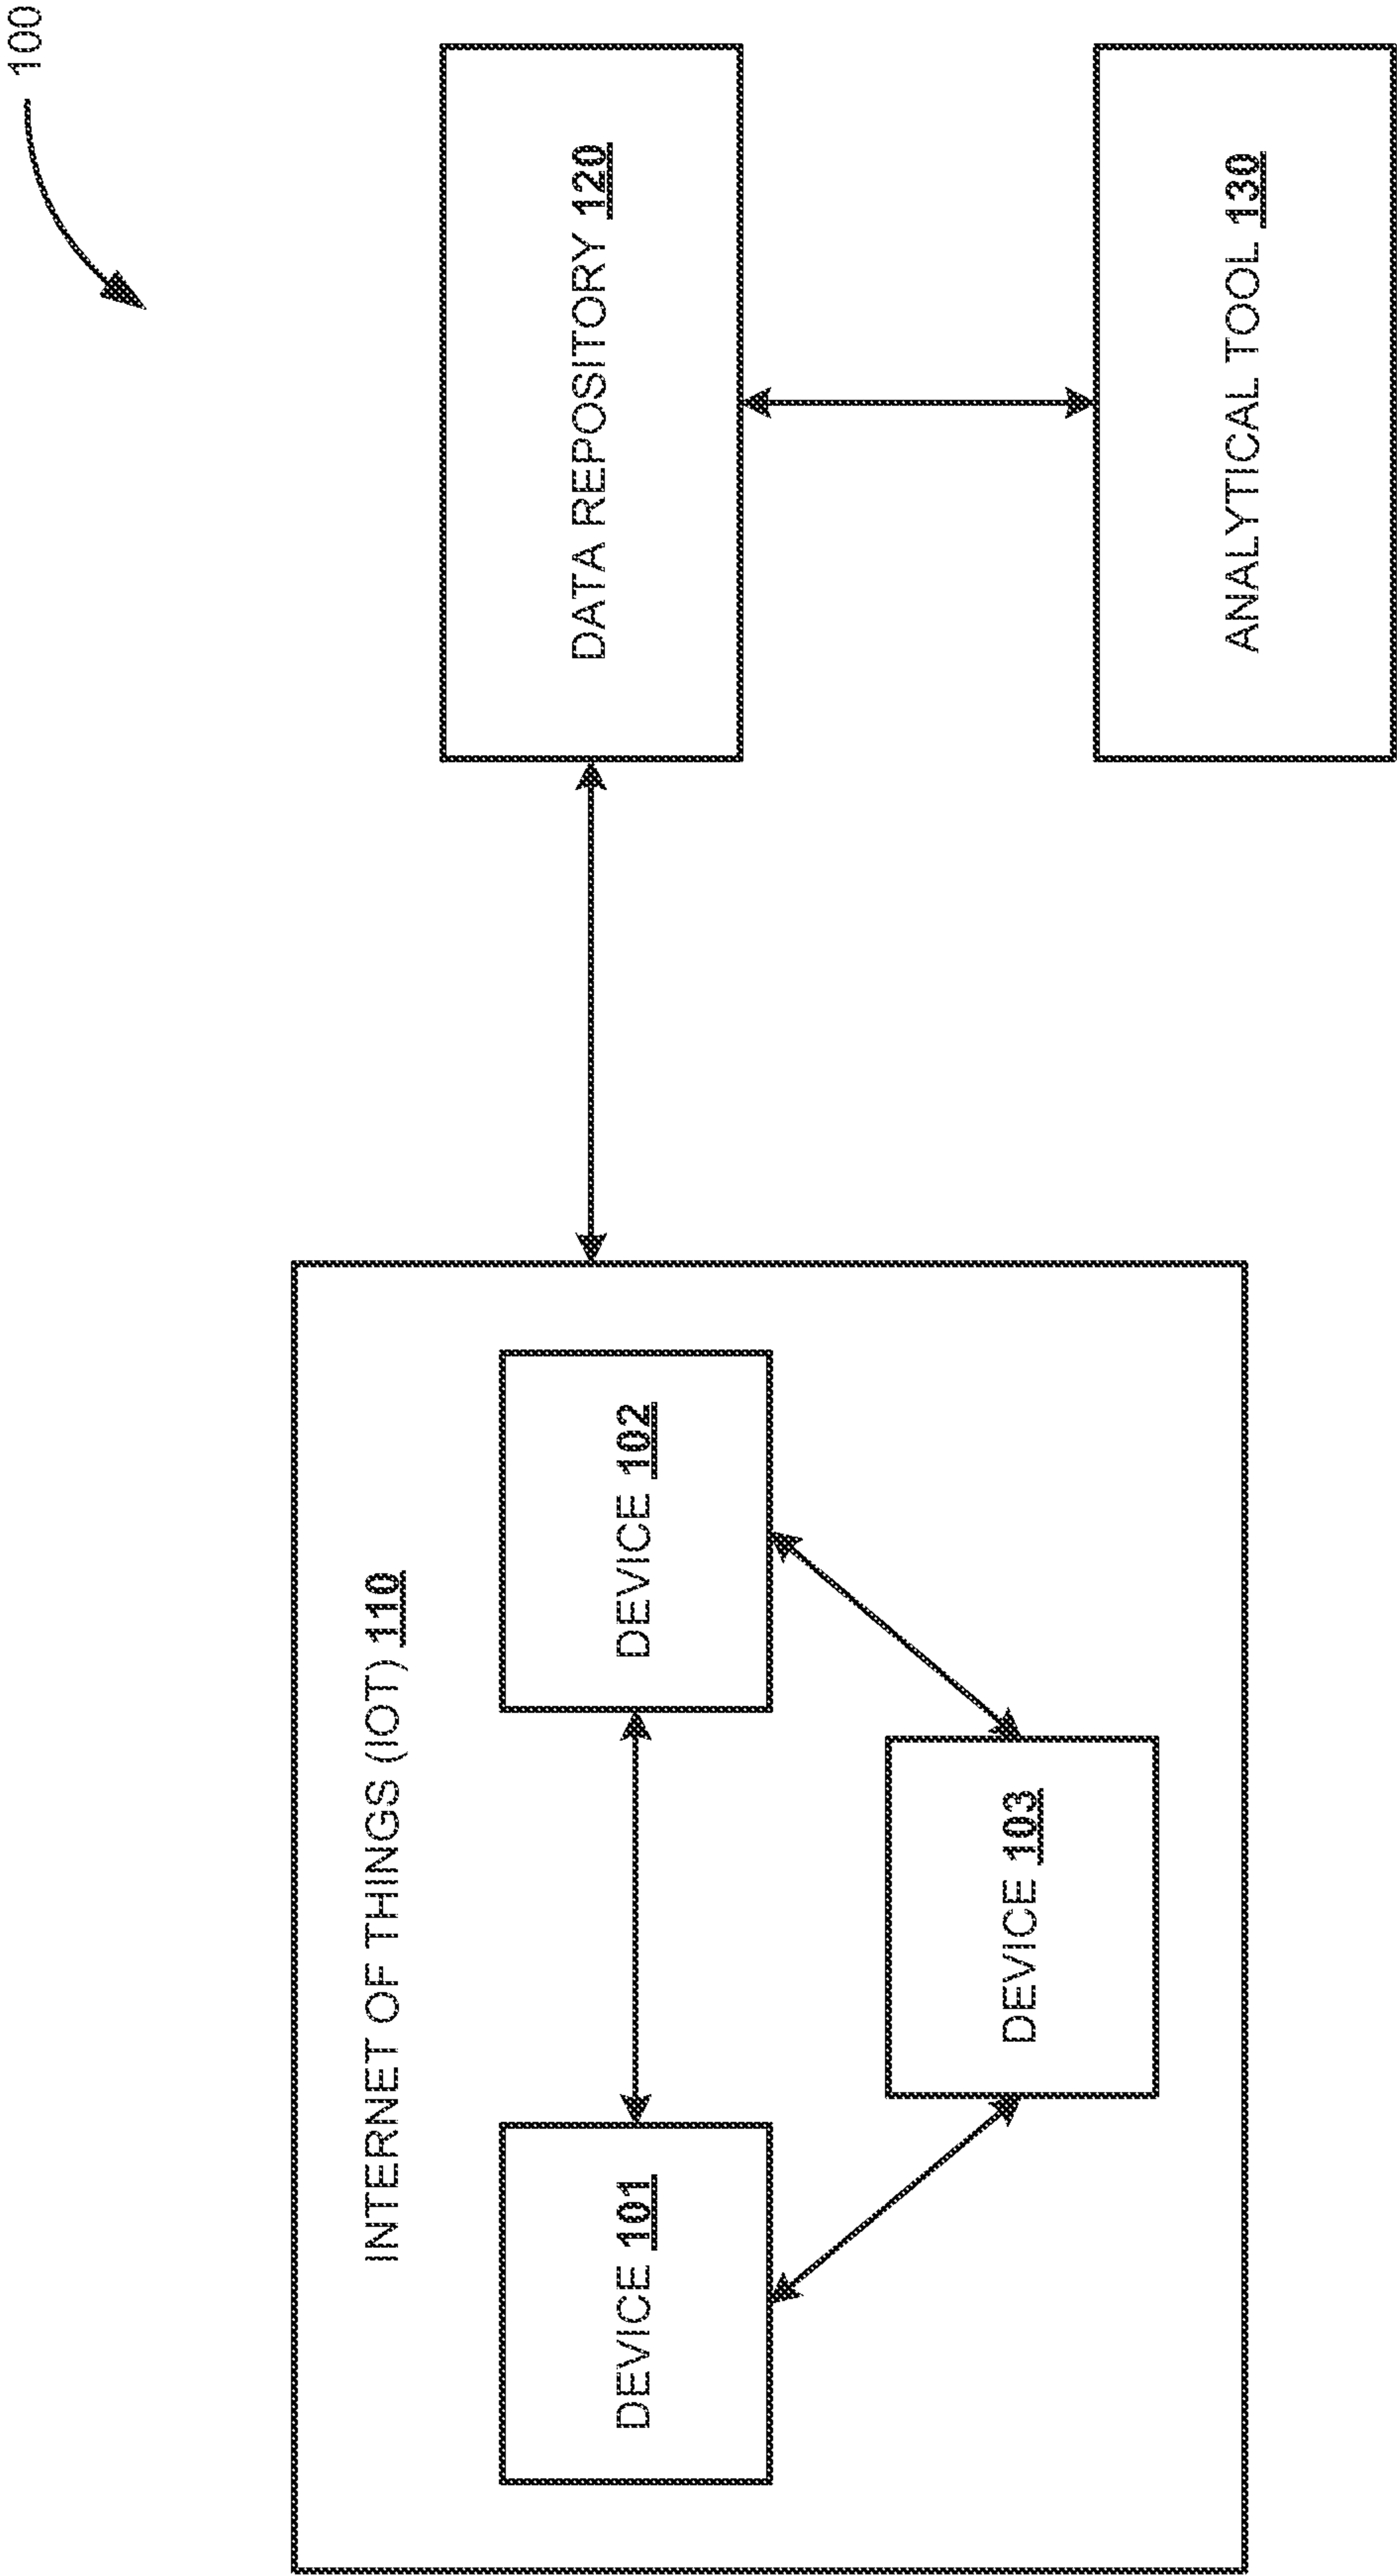 100
INTERNET OF THINGS (IOT) 110
DEVICE 101
DEVICE 102
DEVICE 103
DATA REPOSITORY 120
ANALYTICAL TOOL 130